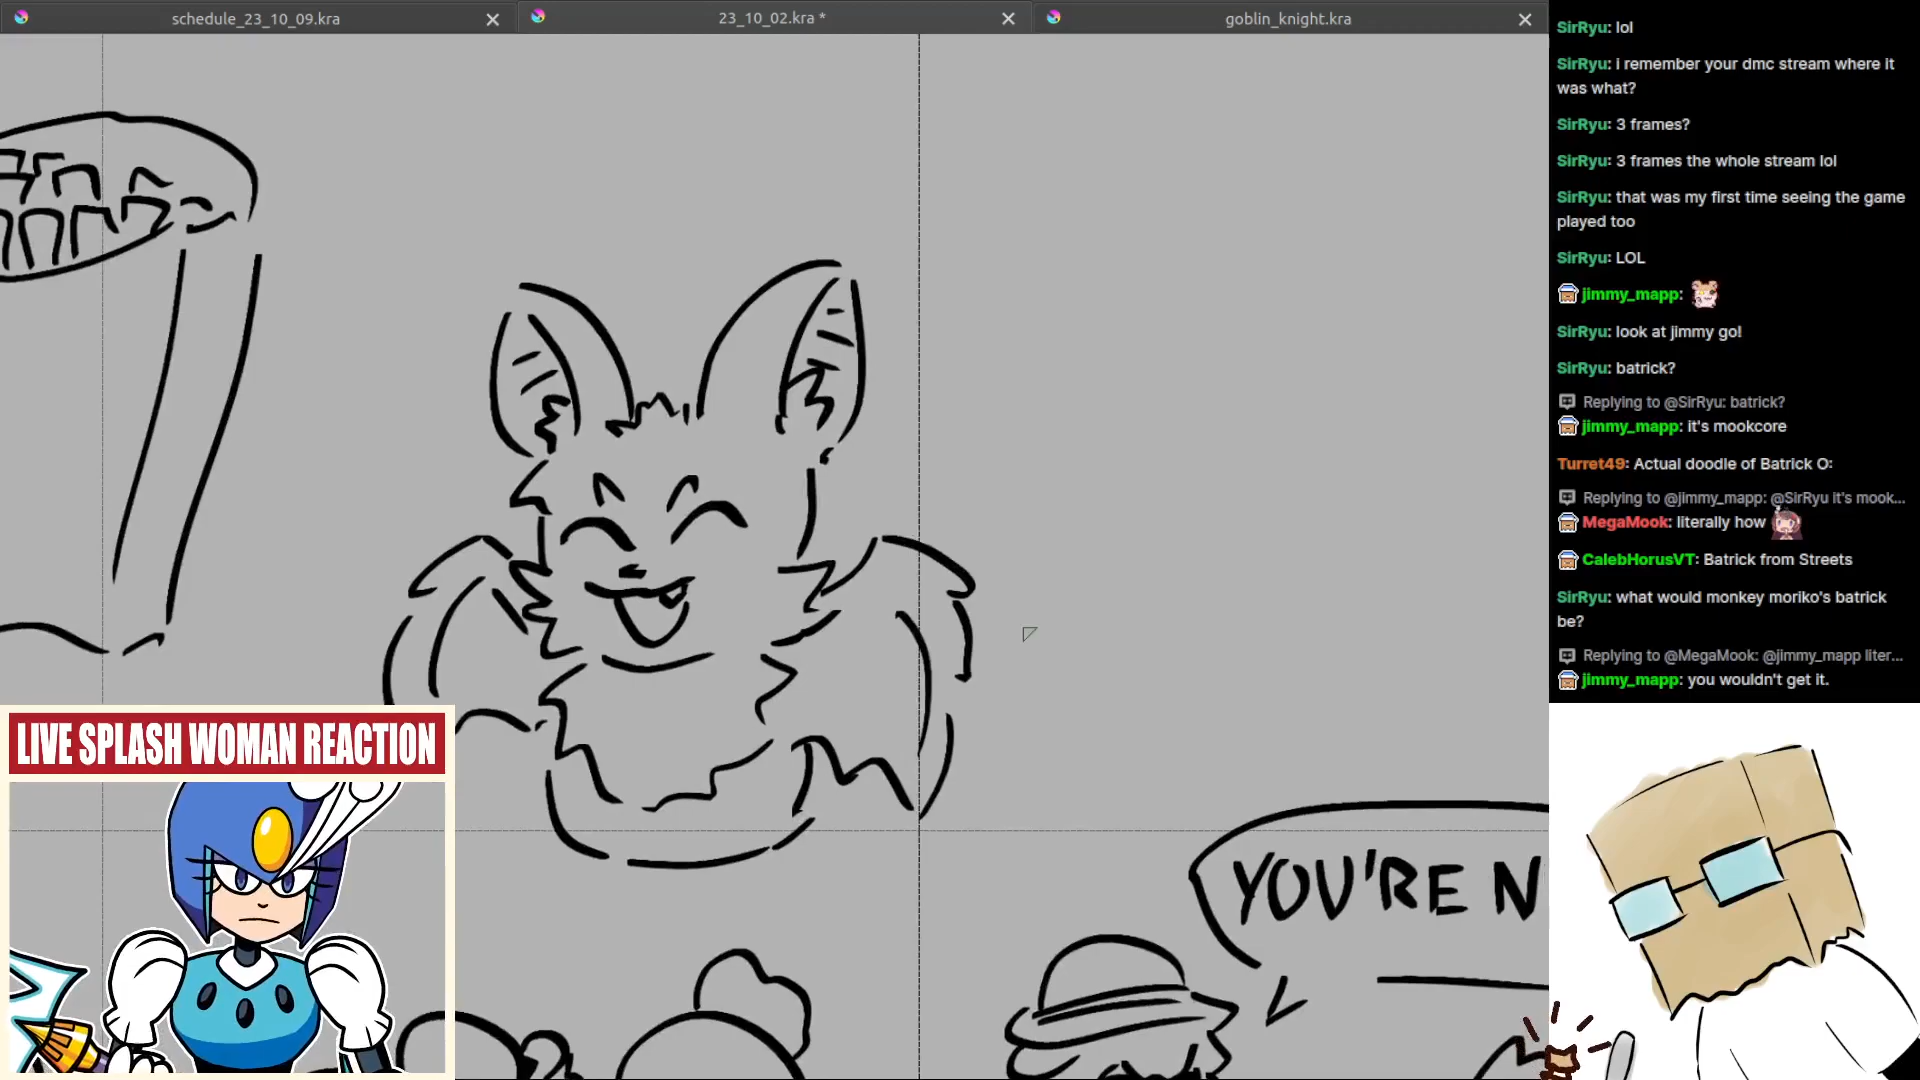 schedule_23_10_09.kra
23_10_02.kra *
goblin_knight.kra
SirRyu: lol
SirRyu: i remember your dmc stream where it
was what?
SirRyu: 3 frames?
SirRyu: 3 frames the whole stream lol
SirRyu: that was my first time seeing the game
played too
SirRyu: LOL
jimmy_mapp:
SirRyu: look at jimmy go!
SirRyu: batrick?
Replying to @SirRyu: batrick?
jimmy_mapp: it's mookcore
Turret49: Actual doodle of Batrick O:
Replying to @jimmy_mapp: @SirRyu it's mook...
MegaMook: literally how
CalebHorusVT: Batrick from Streets
SirRyu: what would monkey moriko's batrick
be?
Replying to @MegaMook: @jimmy_mapp liter...
jimmy_mapp: you wouldn't get it.
LIVE SPLASH WOMAN REACTION
YOU'RE N